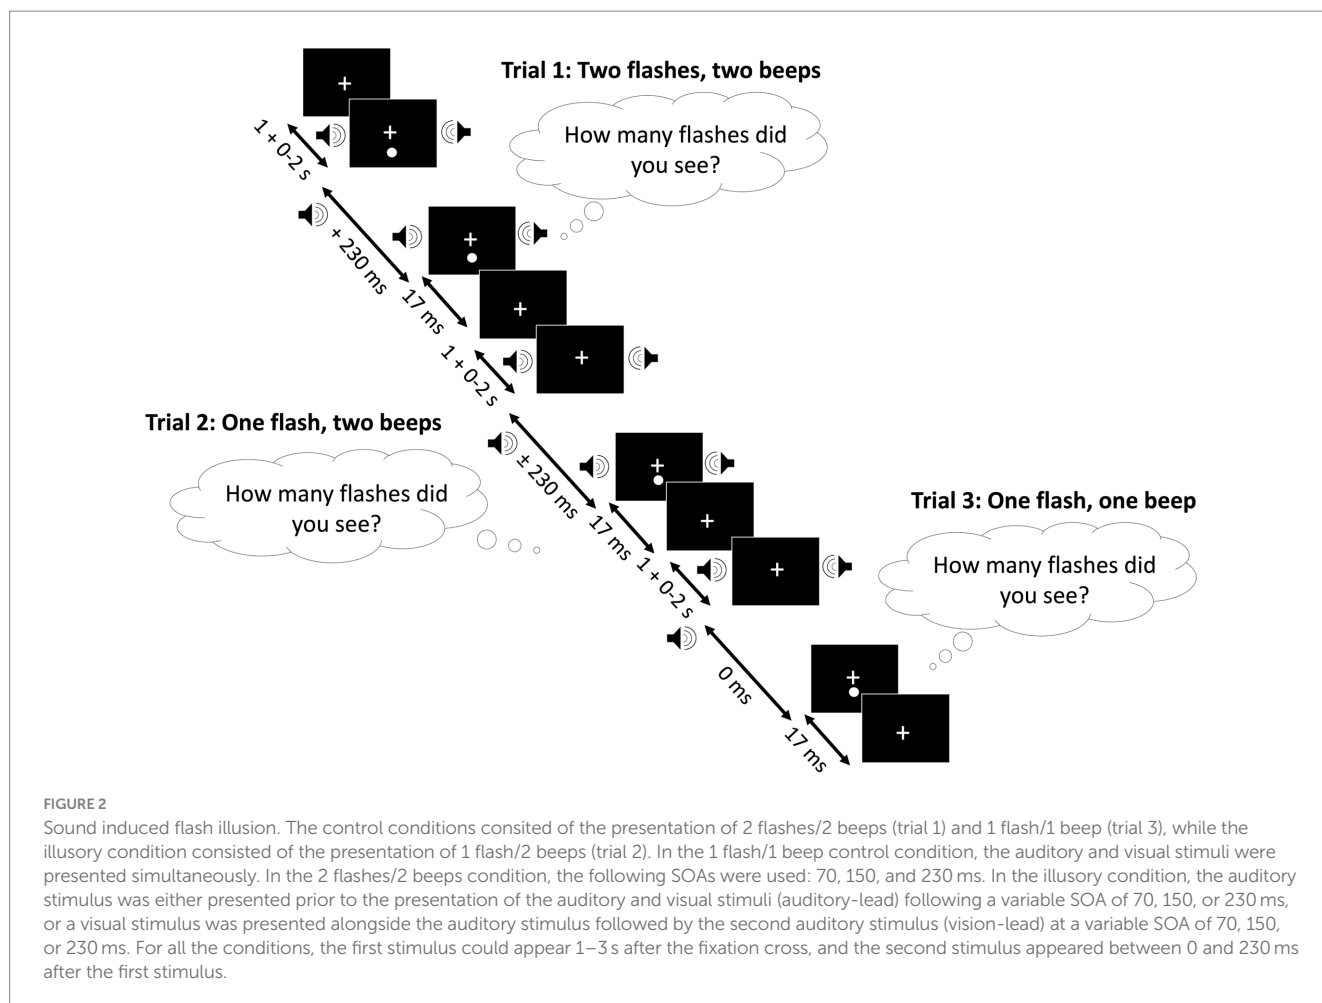 Trial 1: Two flashes, two beeps
How many flashes did
you see?
1 + 0-2 s
+ 230 ms
17 ms
1 + 0-2 s
Trial 2: One flash, two beeps
How many flashes did
you see?
± 230 ms
17 ms
1 + 0-2 s
Trial 3: One flash, one beep
How many flashes did
you see?
0 ms
17 ms
FIGURE 2
Sound induced flash illusion. The control conditions consited of the presentation of 2 flashes/2 beeps (trial 1) and 1 flash/1 beep (trial 3), while the
illusory condition consisted of the presentation of 1 flash/2 beeps (trial 2). In the 1 flash/1 beep control condition, the auditory and visual stimuli were
presented simultaneously. In the 2 flashes/2 beeps condition, the following SOAs were used: 70, 150, and 230 ms. In the illusory condition, the auditory
stimulus was either presented prior to the presentation of the auditory and visual stimuli (auditory-lead) following a variable SOA of 70, 150, or 230 ms,
or a visual stimulus was presented alongside the auditory stimulus followed by the second auditory stimulus (vision-lead) at a variable SOA of 70, 150,
or 230 ms. For all the conditions, the first stimulus could appear 1–3 s after the fixation cross, and the second stimulus appeared between 0 and 230 ms
after the first stimulus.